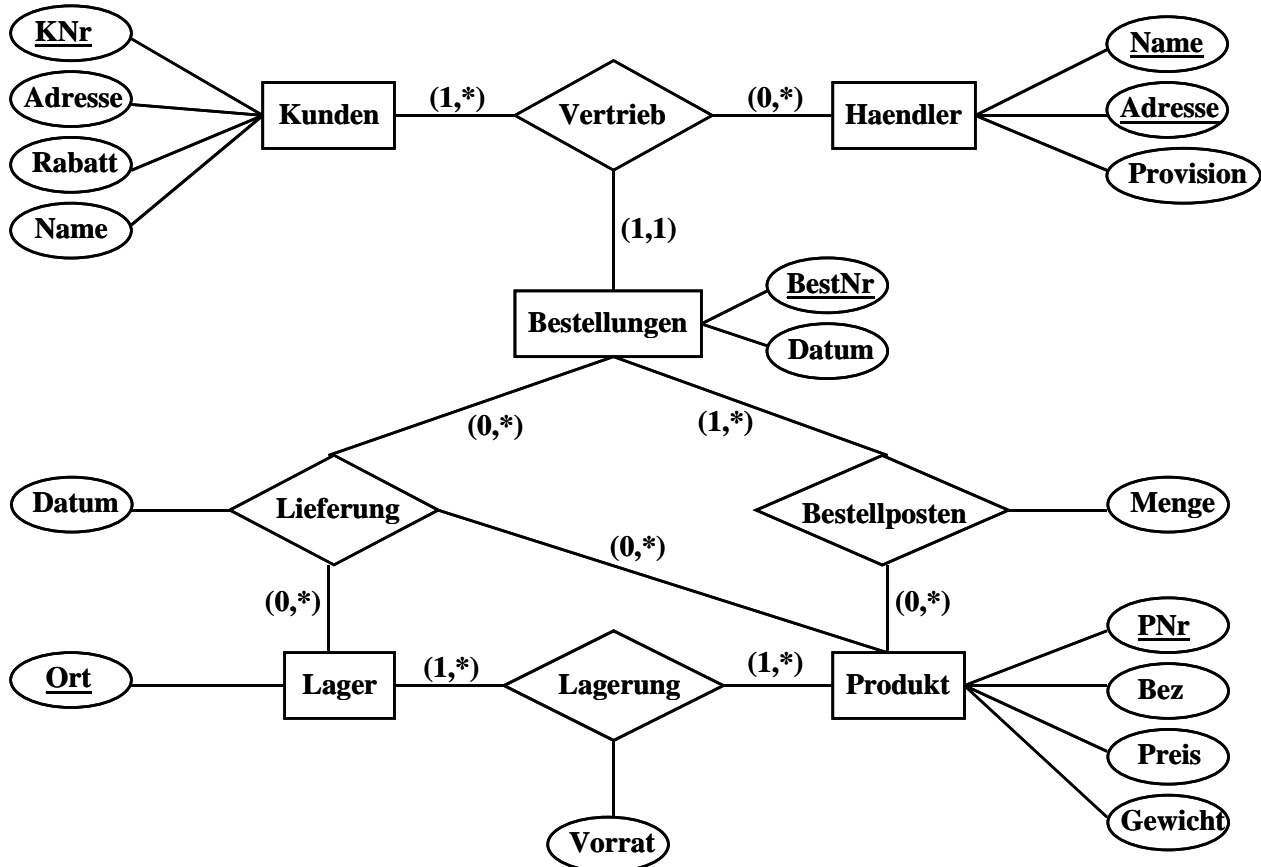 KNr
Name
Adresse
Kunden
(1,*)
Vertrieb
(0,*)
Haendler
Adresse
Rabatt
Provision
Name
(1,1)
BestNr
Bestellungen
Datum
(0,*)
(1,*)
Datum
Lieferung
Bestellposten
Menge
(0,*)
(0,*)
(0,*)
PNr
Ort
Lager
(1,*)
Lagerung
(1,*)
Produkt
Bez
Preis
Gewicht
Vorrat